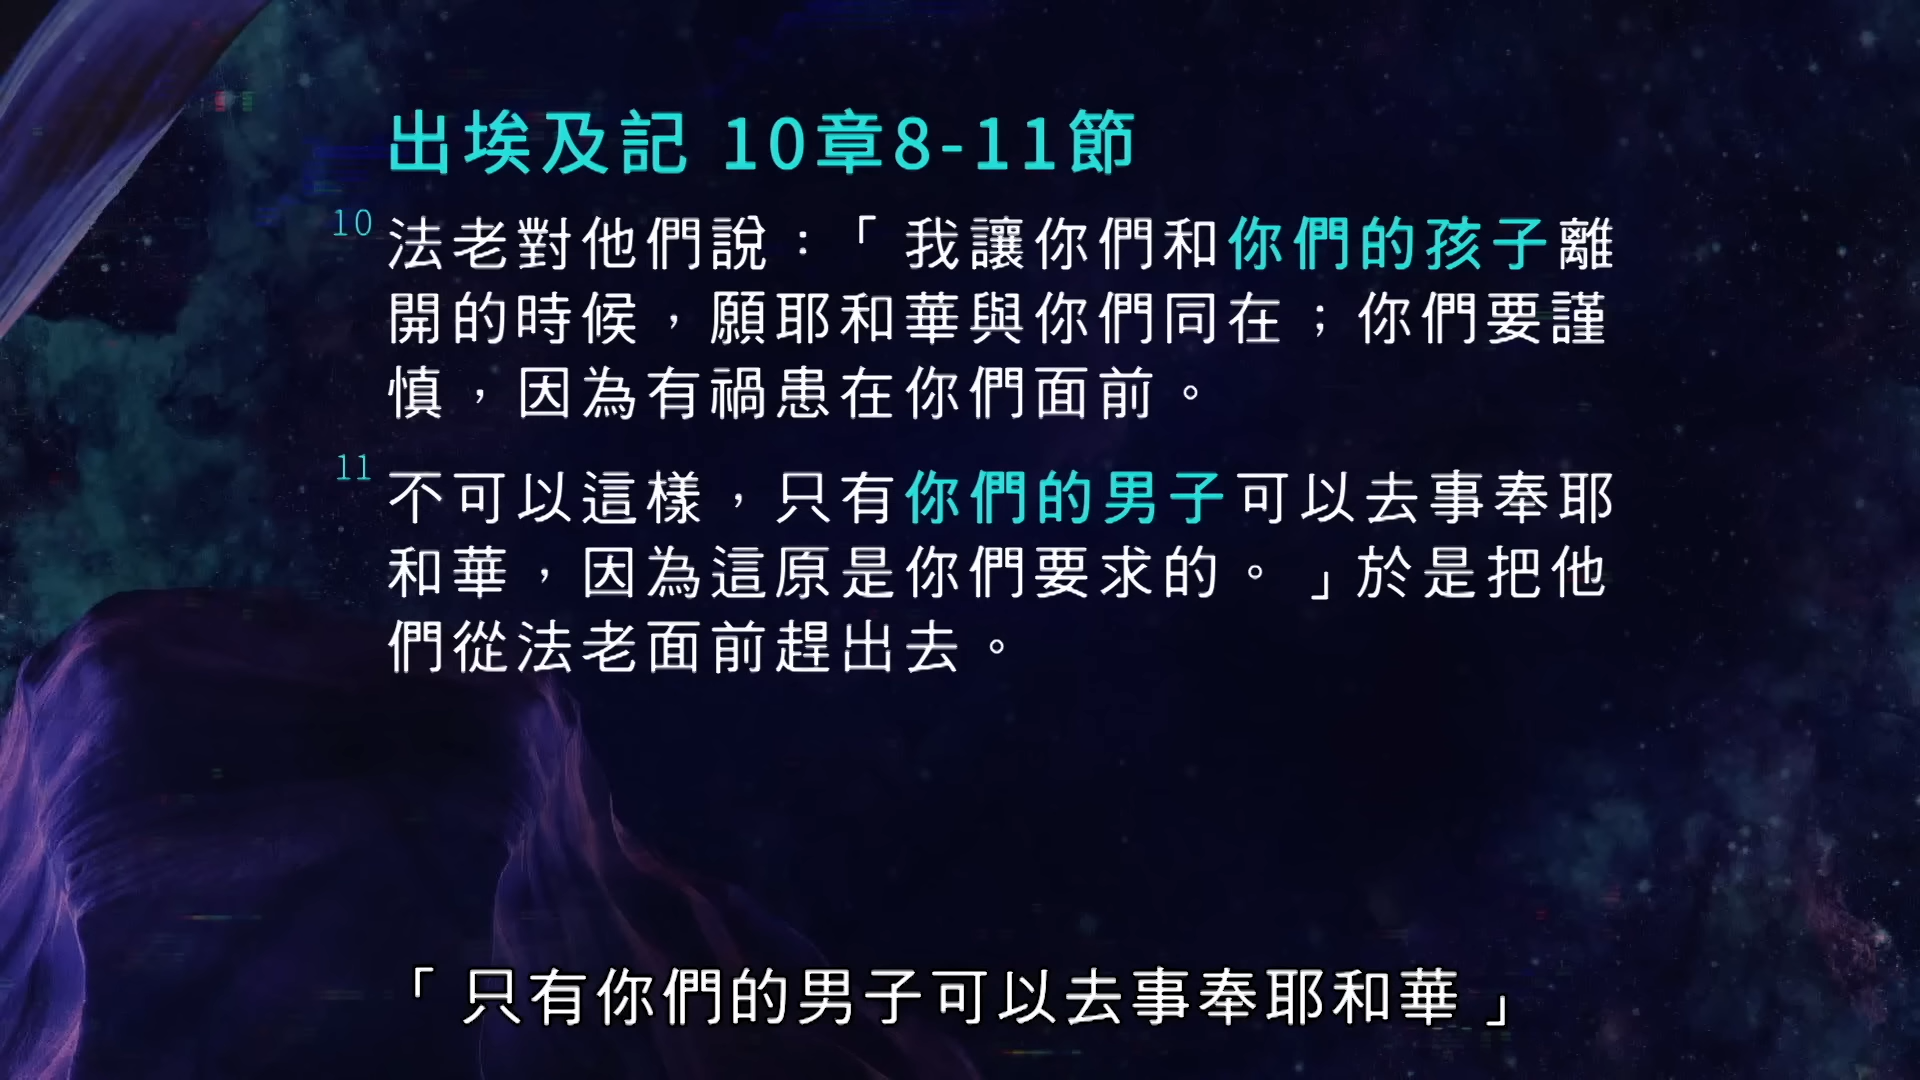 出埃及記 10章8-11節
10 法老對他們說：「我讓你們和你們的孩子離
開的時候，願耶和華與你們同在；你們要謹
慎，因為有禍患在你們面前。
11 不可以這樣，只有你們的男子可以去事奉耶
和華，因為這原是你們要求的。」於是把他
們從法老面前趕出去。
「只有你們的男子可以去事奉耶和華」